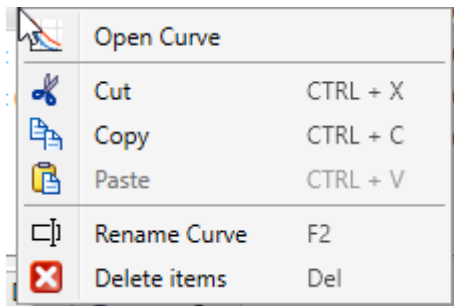 Open Curve
Cut CTRL + X
Copy CTRL + C
Paste CTRL + V
Rename Curve F2
Delete items Del